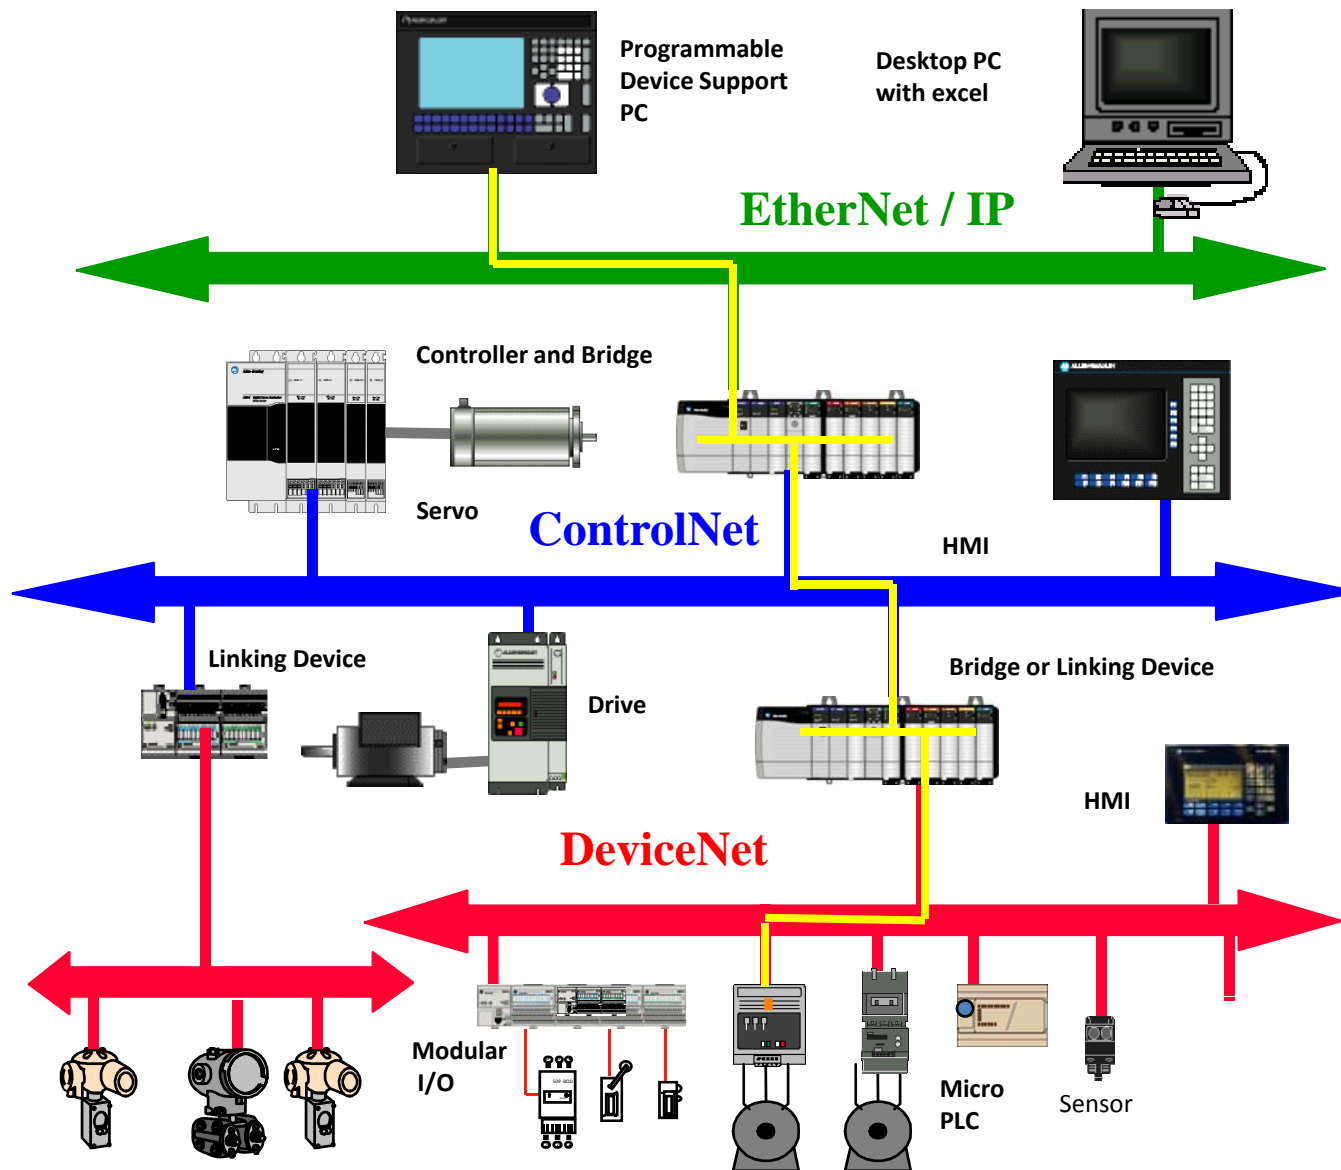 Programmable
Device Support
PC
Desktop PC
with excel
EtherNet / IP
Controller and Bridge
Servo
ControlNet
HMI
Linking Device
Drive
Bridge or Linking Device
HMI
DeviceNet
Modular
I/O
Micro
PLC
Sensor